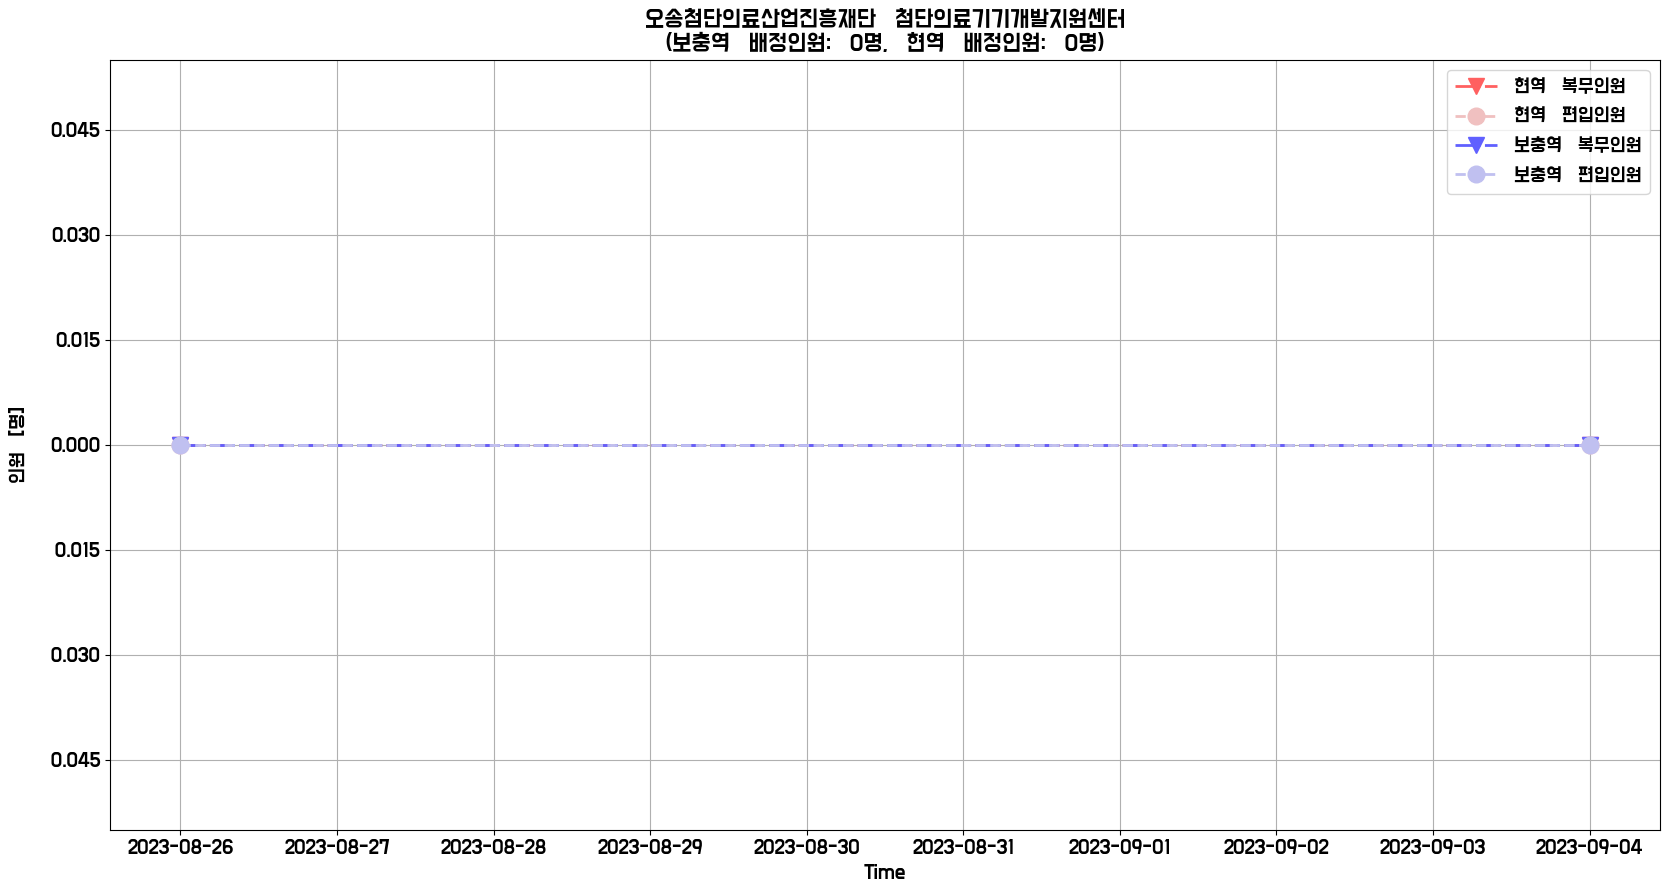 오송첨단의료산업진흥재단 첨단의료기기개발지원센터
(보충역 배정인원: 0명, 현역 배정인원: 0명)
현역 복무인원
현역 편입인원
보충역 복무인원
보충역 편입인원
인원 [명]
0.045
0.030
0.015
0.000
0.015
0.030
0.045
2023-08-26
2023-08-27
2023-08-28
2023-08-29
2023-08-30
2023-08-31
2023-09-01
2023-09-02
2023-09-03
2023-09-04
Time